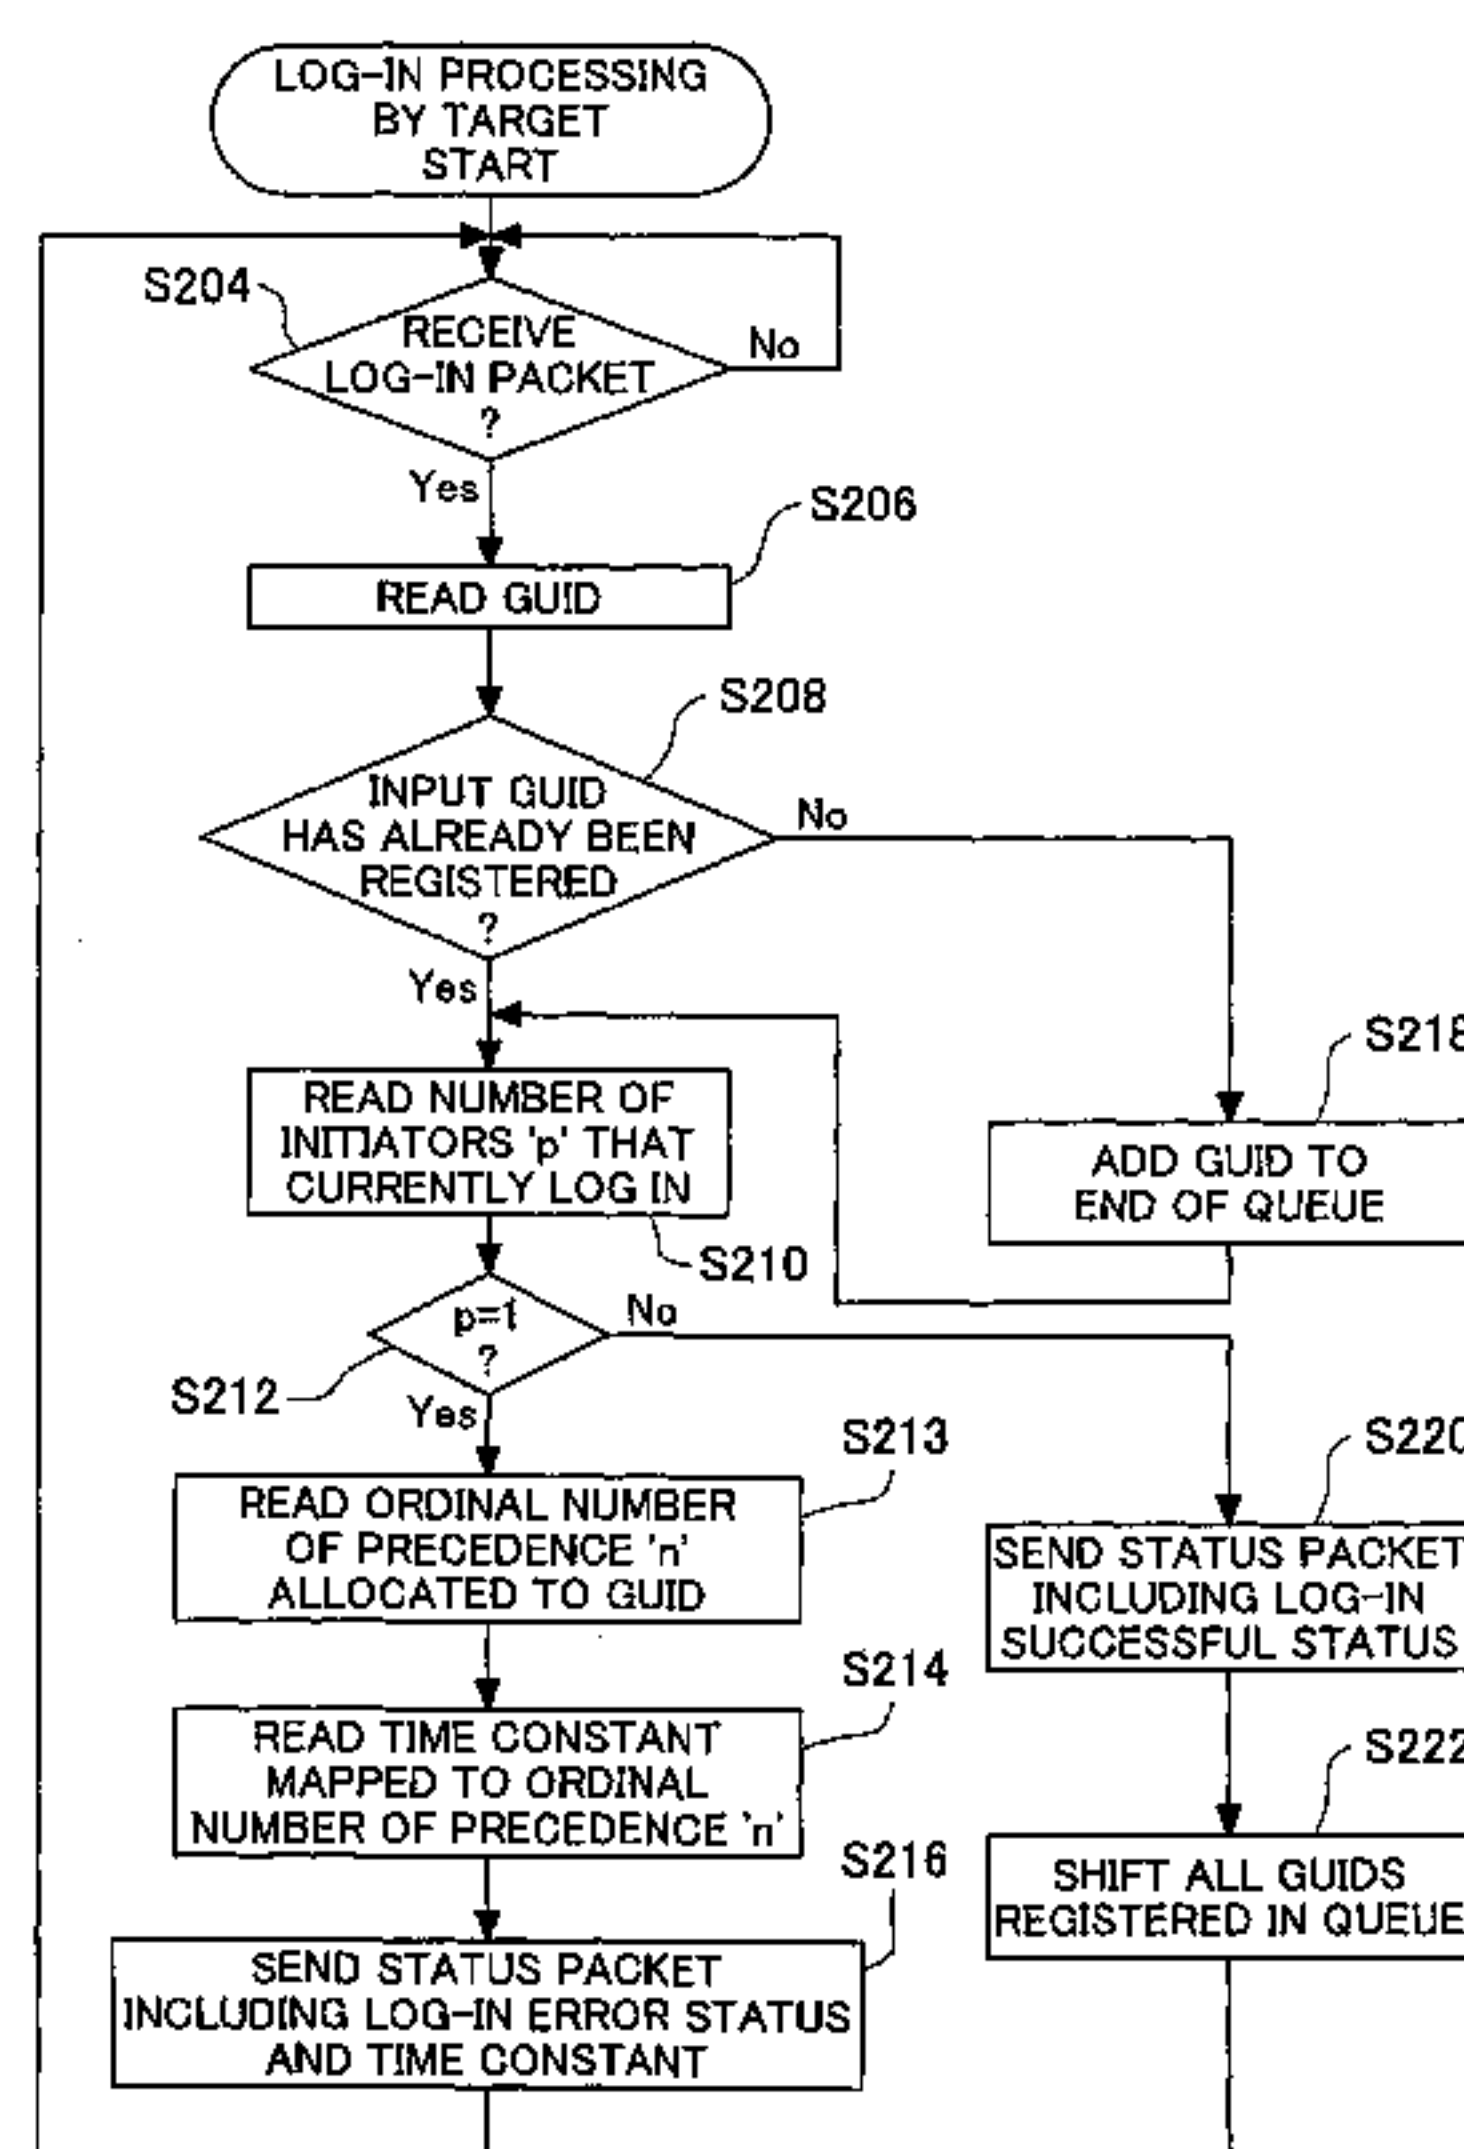 LOG-IN PROCESSING
BY TARGET
START
S204
RECEIVE
LOG-IN PACKET
?
No
Yes
S206
READ GUID
S208
INPUT GUID
HAS ALREADY BEEN
REGISTERED
?
No
Yes
S218
READ NUMBER OF
INITIATORS 'p' THAT
CURRENTLY LOG IN
ADD GUID TO
END OF QUEUE
S210
p=1
?
No
S212
Yes
S213
S220
READ ORDINAL NUMBER
OF PRECEDENCE 'n'
ALLOCATED TO GUID
SEND STATUS PACKET
INCLUDING LOG-IN
SUCCESSFUL STATUS
S214
READ TIME CONSTANT
MAPPED TO ORDINAL
NUMBER OF PRECEDENCE 'n'
S222
S216
SHIFT ALL GUIDS
REGISTERED IN QUEUE
SEND STATUS PACKET
INCLUDING LOG-IN ERROR STATUS
AND TIME CONSTANT